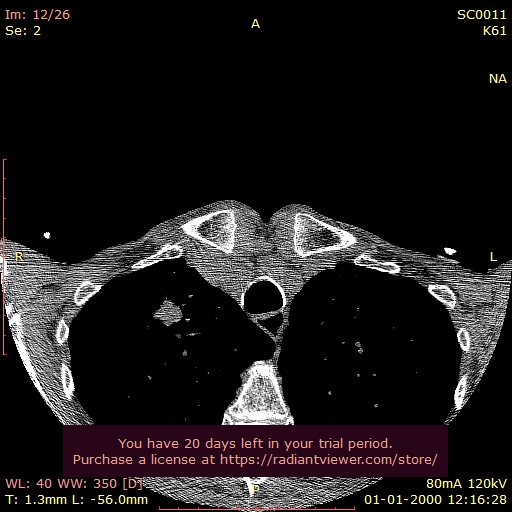 Im: 12/26
Se: 2
A
SC0011
K61
NA
R
L
You have 20 days left in your trial period.
Purchase a license at https://radiantviewer.com/store/
P
WL: 40 WW: 350 [D]
T: 1.3mm L: -56.0mm
80mA 120kV
01-01-2000 12:16:28